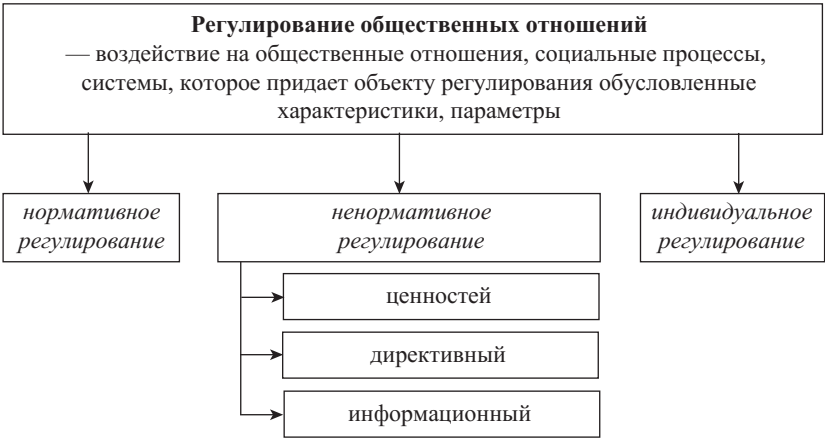 Регулирование общественных отношений
— воздействие на общественные отношения, социальные процессы,
системы, которое придает объекту регулирования обусловленные
характеристики, параметры
нормативное
регулирование
ненормативное
регулирование
индивидуальное
регулирование
ценностей
директивный
информационный